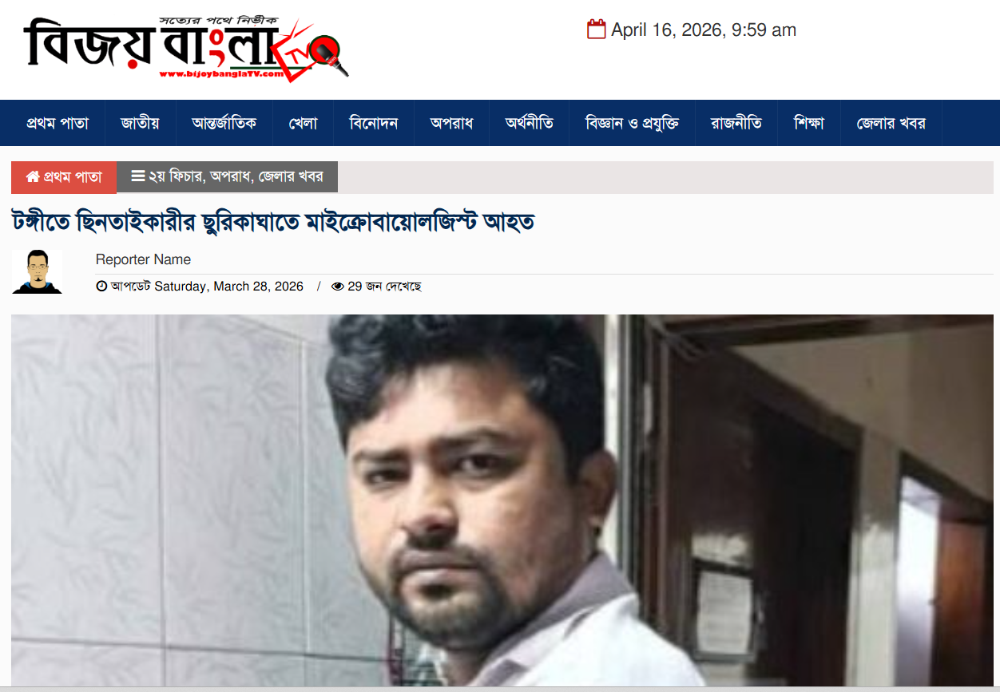 সত্যের পথে নির্ভীক
বিজয় বাংলা TV
www.bijoybanglaTV.com
April 16, 2026, 9:59 am
প্রথম পাতা জাতীয় আন্তর্জাতিক খেলা বিনোদন অপরাধ অর্থনীতি বিজ্ঞান ও প্রযুক্তি রাজনীতি শিক্ষা জেলার খবর
প্রথম পাতা ২য় ফিচার, অপরাধ, জেলার খবর
টঙ্গীতে ছিনতাইকারীর ছুরিকাঘাতে মাইক্রোবায়োলজিস্ট আহত
Reporter Name
আপডেট Saturday, March 28, 2026 / 29 জন দেখেছে